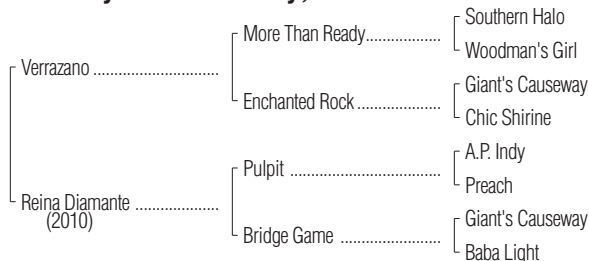 Southern Halo
More Than Ready..................
Woodman's Girl
Verrazano ..............................
Giant's Causeway
Enchanted Rock ....................
Chic Shirine
A.P. Indy
Pulpit ....................................
Preach
Reina Diamante ....................
(2010)
Giant's Causeway
Bridge Game ........................
Baba Light